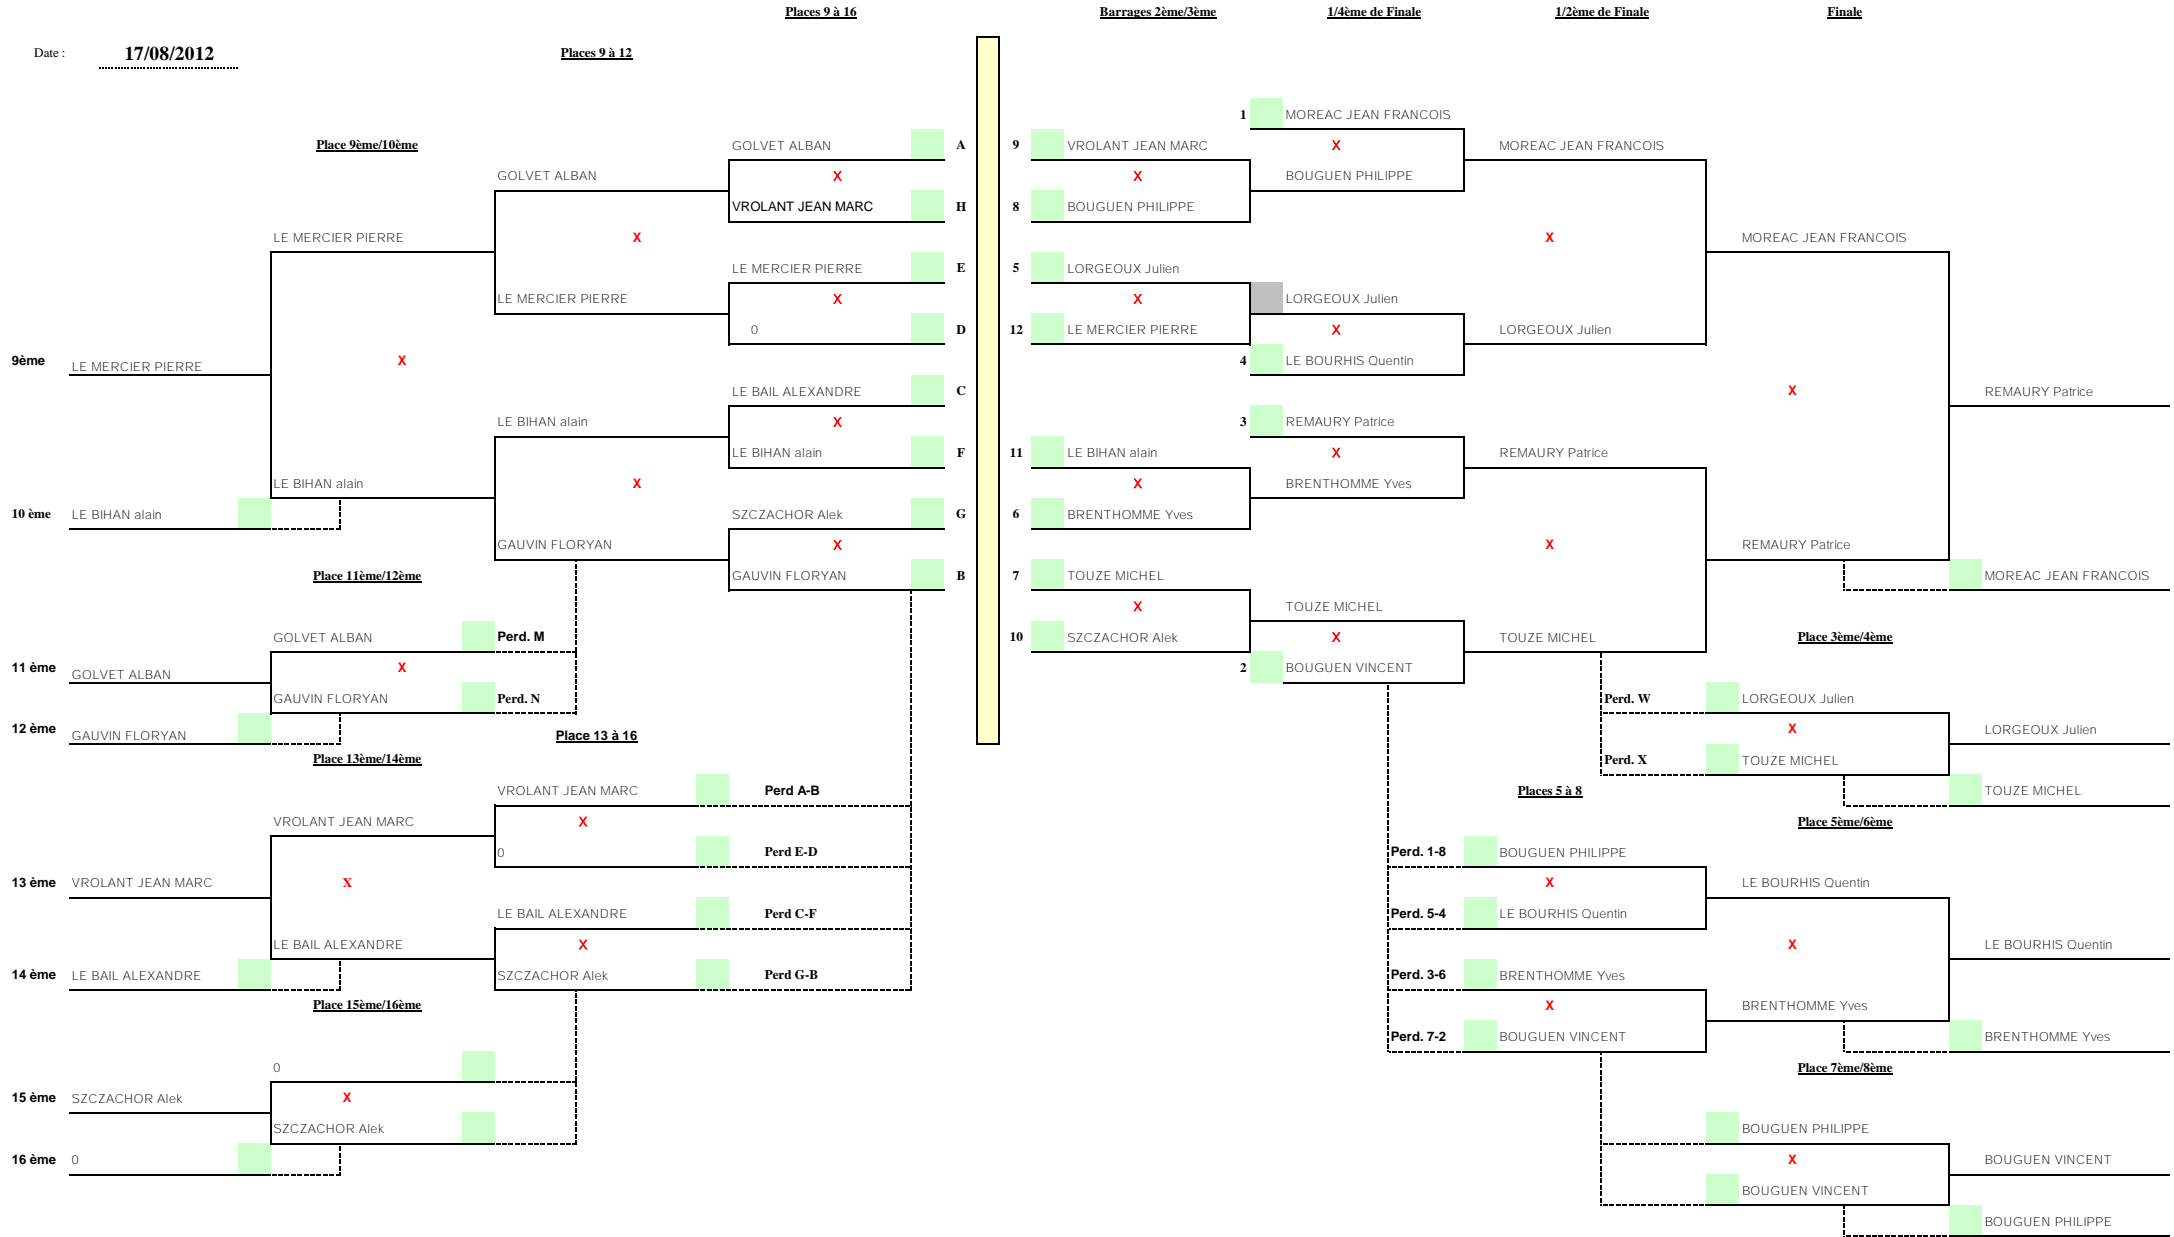 Places 9 à 16 Barrages 2ème/3ème 1/4ème de Finale 1/2ème de Finale Finale
Date : 17/08/2012 Places 9 à 12
1 MOREAC JEAN FRANCOIS
Place 9ème/10ème GOLVET ALBAN A 9 VROLANT JEAN MARC X MOREAC JEAN FRANCOIS
GOLVET ALBAN X X BOUGUEN PHILIPPE
VROLANT JEAN MARC H 8 BOUGUEN PHILIPPE
LE MERCIER PIERRE X X MOREAC JEAN FRANCOIS
LE MERCIER PIERRE E 5 LORGEOUX Julien
LE MERCIER PIERRE X X LORGEOUX Julien
0 D 12 LE MERCIER PIERRE X LORGEOUX Julien
9ème LE MERCIER PIERRE X 4 LE BOURHIS Quentin
LE BAIL ALEXANDRE C X REMAURY Patrice
LE BIHAN alain X 3 REMAURY Patrice
LE BIHAN alain F 11 LE BIHAN alain X REMAURY Patrice
LE BIHAN alain X X BRENTHOMME Yves
10 ème LE BIHAN alain SZCZACHOR Alek G 6 BRENTHOMME Yves
GAUVIN FLORYAN X X REMAURY Patrice
Place 11ème/12ème GAUVIN FLORYAN B 7 TOUZE MICHEL MOREAC JEAN FRANCOIS
X TOUZE MICHEL
GOLVET ALBAN Perd. M 10 SZCZACHOR Alek X TOUZE MICHEL Place 3ème/4ème
11 ème GOLVET ALBAN X 2 BOUGUEN VINCENT
GAUVIN FLORYAN Perd. N Perd. W LORGEOUX Julien
12 ème GAUVIN FLORYAN Place 13 à 16 X LORGEOUX Julien
Place 13ème/14ème Perd. X TOUZE MICHEL
VROLANT JEAN MARC Perd A-B Places 5 à 8 TOUZE MICHEL
VROLANT JEAN MARC X Place 5ème/6ème
0 Perd E-D Perd. 1-8 BOUGUEN PHILIPPE
13 ème VROLANT JEAN MARC X X LE BOURHIS Quentin
LE BAIL ALEXANDRE Perd C-F Perd. 5-4 LE BOURHIS Quentin
LE BAIL ALEXANDRE X X LE BOURHIS Quentin
14 ème LE BAIL ALEXANDRE SZCZACHOR Alek Perd G-B Perd. 3-6 BRENTHOMME Yves
Place 15ème/16ème X BRENTHOMME Yves
Perd. 7-2 BOUGUEN VINCENT BRENTHOMME Yves
0 Place 7ème/8ème
15 ème SZCZACHOR Alek X
SZCZACHOR Alek BOUGUEN PHILIPPE
16 ème 0 X BOUGUEN VINCENT
BOUGUEN VINCENT
BOUGUEN PHILIPPE